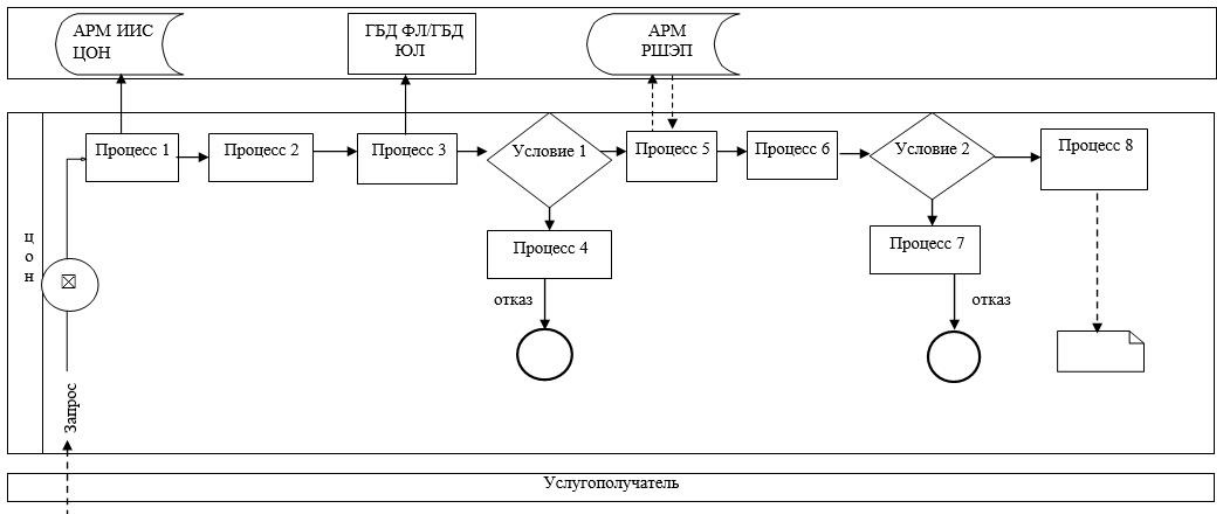 АРМ ИИС
ЦОН
ГБД ФЛ/ГБД
ЮЛ
АРМ
РШЭП
Процесс 1
Процесс 2
Процесс 3
Условие 1
Процесс 5
Процесс 6
Условие 2
Процесс 8
Процесс 4
Процесс 7
ц
о
н
отказ
отказ
Запрос
Услугополучатель